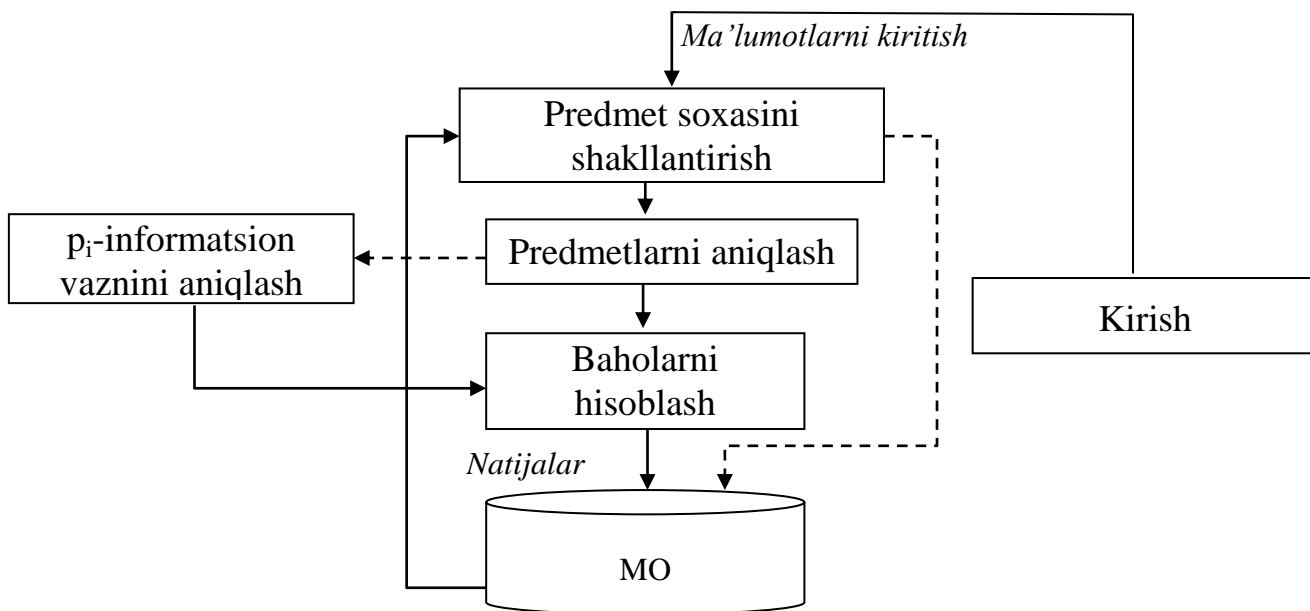 Ma’lumotlarni kiritish
Predmet soxasini
shakllantirish
pi-informatsion
vaznini aniqlash
Predmetlarni aniqlash
Kirish
Baholarni
hisoblash
Natijalar
MO